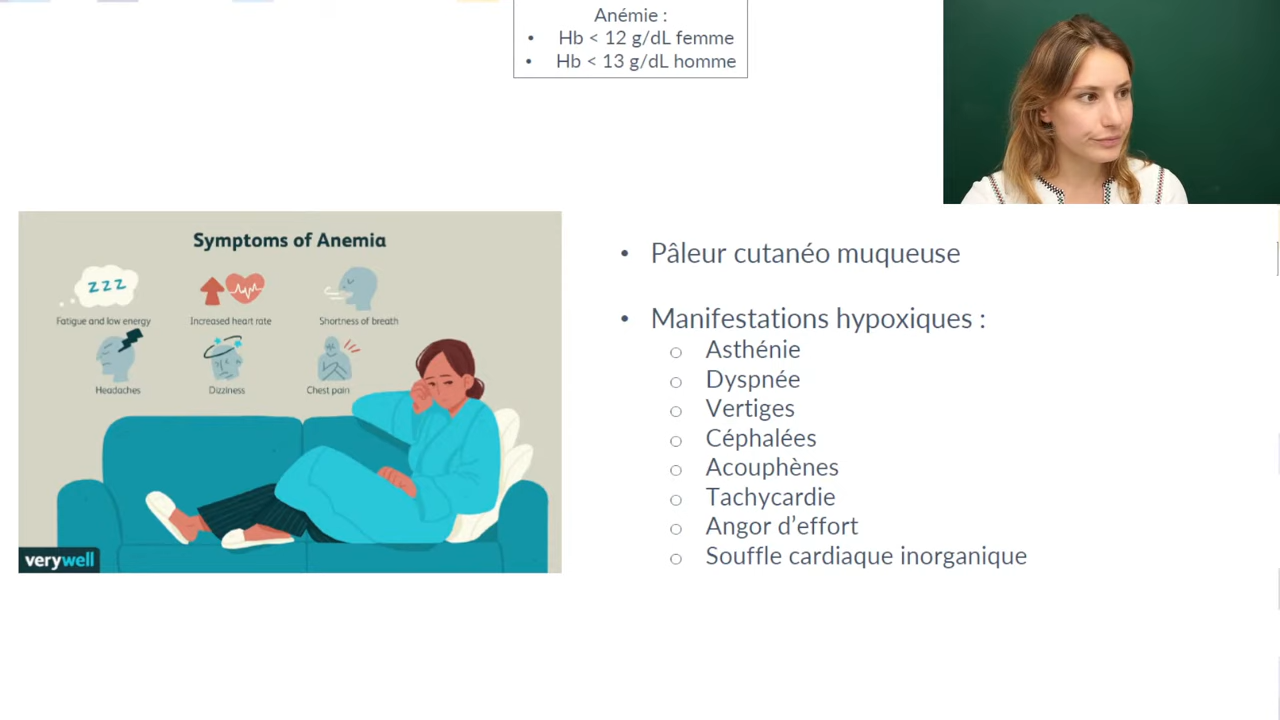 Anémie :
• Hb < 12 g/dL femme
• Hb < 13 g/dL homme
Symptoms of Anemia
zzz
Fatigue and low energy
Increased heart rate
Shortness of breath
Headaches
Dizziness
Chest pain
verywell
• Pâleur cutanéo muqueuse
• Manifestations hypoxiques :
○ Asthénie
○ Dyspnée
○ Vertiges
○ Céphalées
○ Acouphènes
○ Tachycardie
○ Angor d’effort
○ Souffle cardiaque inorganique